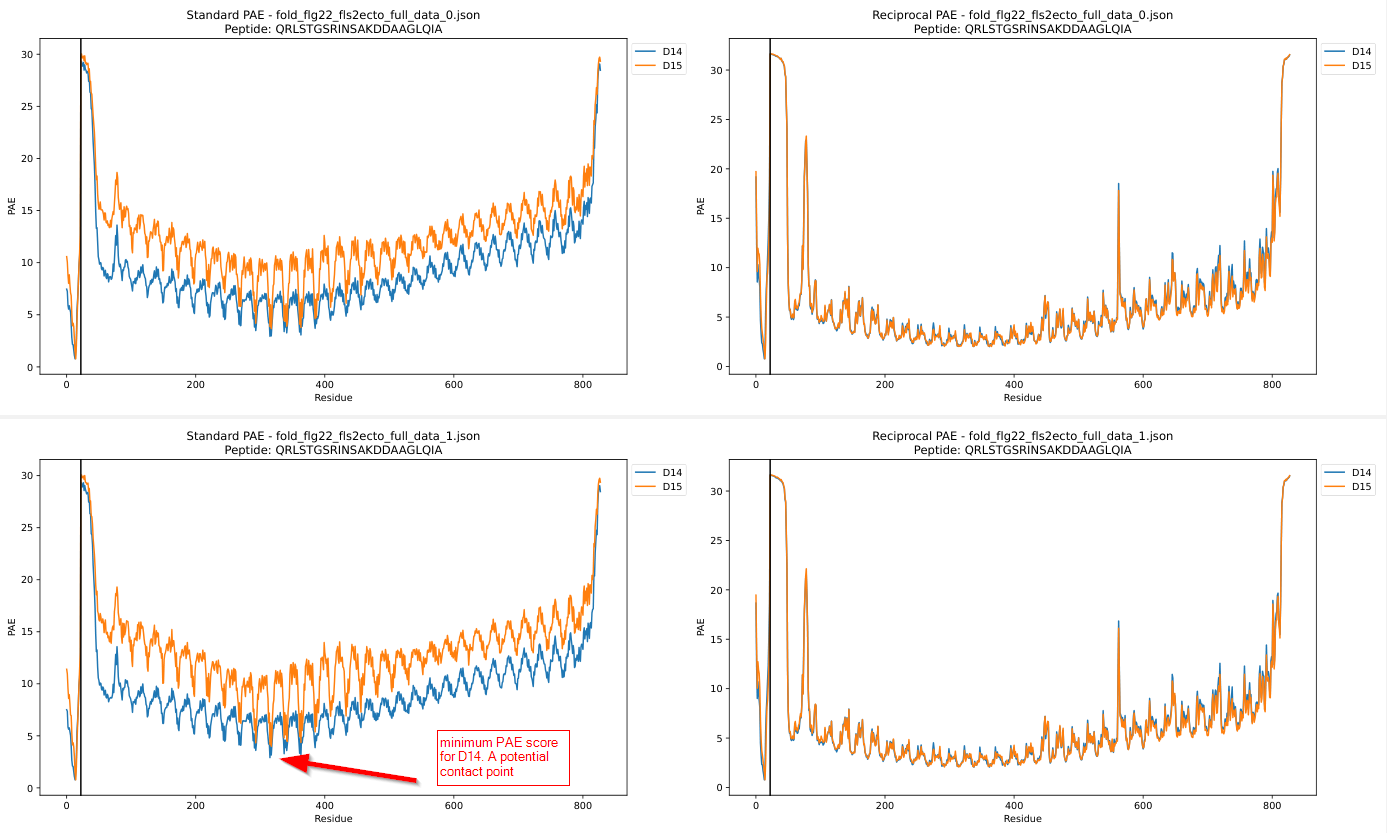 Standard PAE - fold_flg22_fls2ecto_full_data_0.json
Peptide: QRLSTGSRINSAKDDAAGLQIA
D14
D15
PAE
30
25
20
15
10
5
0
0 200 400 600 800
Residue
Reciprocal PAE - fold_flg22_fls2ecto_full_data_0.json
Peptide: QRLSTGSRINSAKDDAAGLQIA
D14
D15
PAE
30
25
20
15
10
5
0
0 200 400 600 800
Residue
Standard PAE - fold_flg22_fls2ecto_full_data_1.json
Peptide: QRLSTGSRINSAKDDAAGLQIA
D14
D15
PAE
30
25
20
15
10
5
0
minimum PAE score
for D14. A potential
contact point
0 200 400 600 800
Residue
Reciprocal PAE - fold_flg22_fls2ecto_full_data_1.json
Peptide: QRLSTGSRINSAKDDAAGLQIA
D14
D15
PAE
30
25
20
15
10
5
0
0 200 400 600 800
Residue